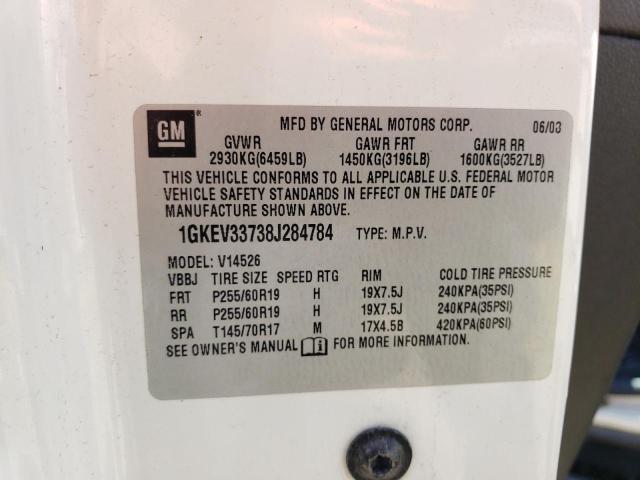 GM ® MFD BY GENERAL MOTORS CORP. 06/08
GVWR GAWR FRT GAWR RR
2930KG(6459LB) 1450KG(3196LB) 1600KG(3527LB)
THIS VEHICLE CONFORMS TO ALL APPLICABLE U.S. FEDERAL MOTOR
VEHICLE SAFETY STANDARDS IN EFFECT ON THE DATE OF
MANUFACTURE SHOWN ABOVE.
1GKEV33738J284784 TYPE: M.P.V.
MODEL: V14526
VBBJ TIRE SIZE SPEED RTG RIM COLD TIRE PRESSURE
FRT P255/60R19 H 19X7.5J 240KPA(35PSI)
RR P255/60R19 H 19X7.5J 240KPA(35PSI)
SPA T145/70R17 M 17X4.5B 420KPA(60PSI)
SEE OWNER'S MANUAL i FOR MORE INFORMATION.